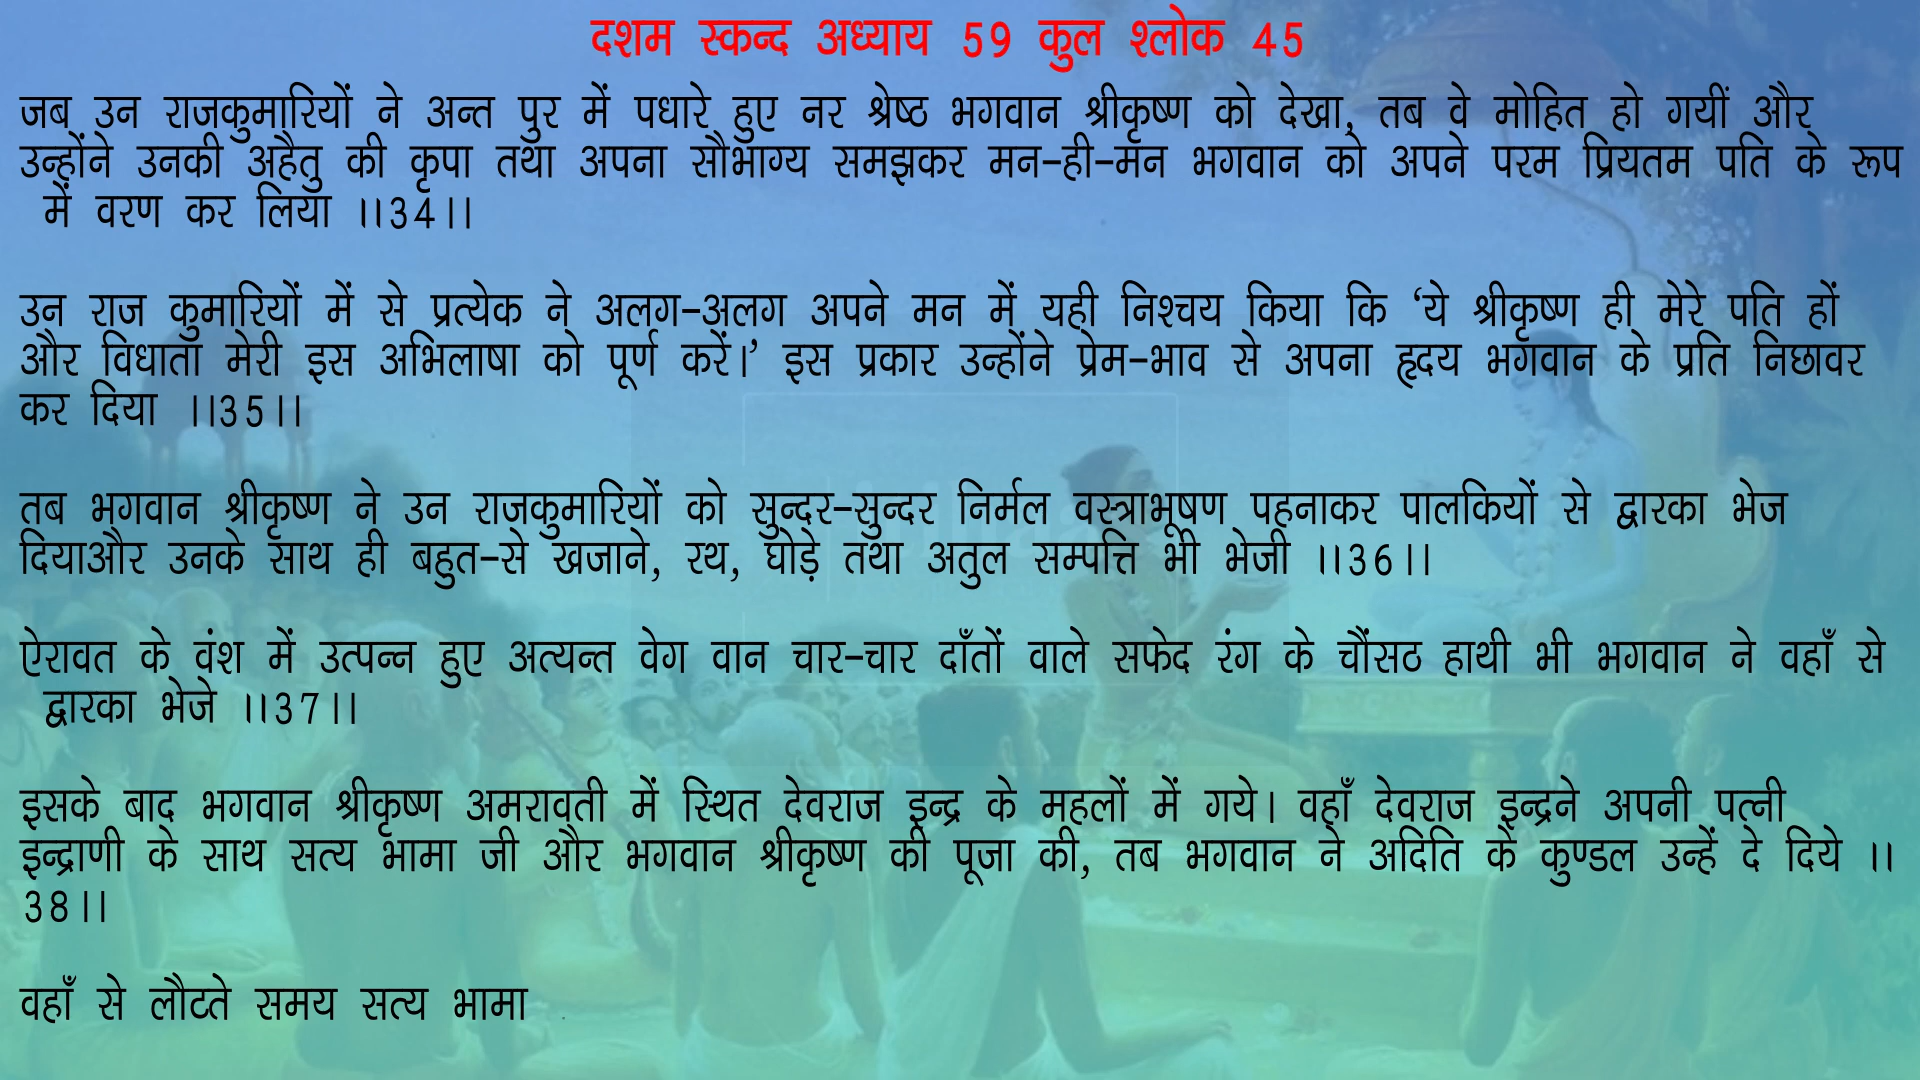 दशम स्कन्द अध्याय 59 कुल श्लोक 45
जब उन राजकुमारियों ने अन्त पुर में पधारे हुए नर श्रेष्ठ भगवान श्रीकृष्ण को देखा, तब वे मोहित हो गयीं और
उन्होंने उनकी अहैतु की कृपा तथा अपना सौभाग्य समझकर मन-ही-मन भगवान को अपने परम प्रियतम पति के रूप
में वरण कर लिया ।।34।।
उन राज कुमारियों में से प्रत्येक ने अलग-अलग अपने मन में यही निश्चय किया कि ‘ये श्रीकृष्ण ही मेरे पति हों
और विधाता मेरी इस अभिलाषा को पूर्ण करें।’ इस प्रकार उन्होंने प्रेम-भाव से अपना हृदय भगवान के प्रति निछावर
कर दिया ।।35।।
तब भगवान श्रीकृष्ण ने उन राजकुमारियों को सुन्दर-सुन्दर निर्मल वस्त्राभूषण पहनाकर पालकियों से द्वारका भेज
दियाऔर उनके साथ ही बहुत-से खजाने, रथ, घोड़े तथा अतुल सम्पत्ति भी भेजी ।।36।।
ऐरावत के वंश में उत्पन्न हुए अत्यन्त वेग वान चार-चार दाँतों वाले सफेद रंग के चौंसठ हाथी भी भगवान ने वहाँ से
द्वारका भेजे ।।37।।
इसके बाद भगवान श्रीकृष्ण अमरावती में स्थित देवराज इन्द्र के महलों में गये। वहाँ देवराज इन्द्रने अपनी पत्नी
इन्द्राणी के साथ सत्य भामा जी और भगवान श्रीकृष्ण की पूजा की, तब भगवान ने अदिति के कुण्डल उन्हें दे दिये ।।
38।।
वहाँ से लौटते समय सत्य भामा